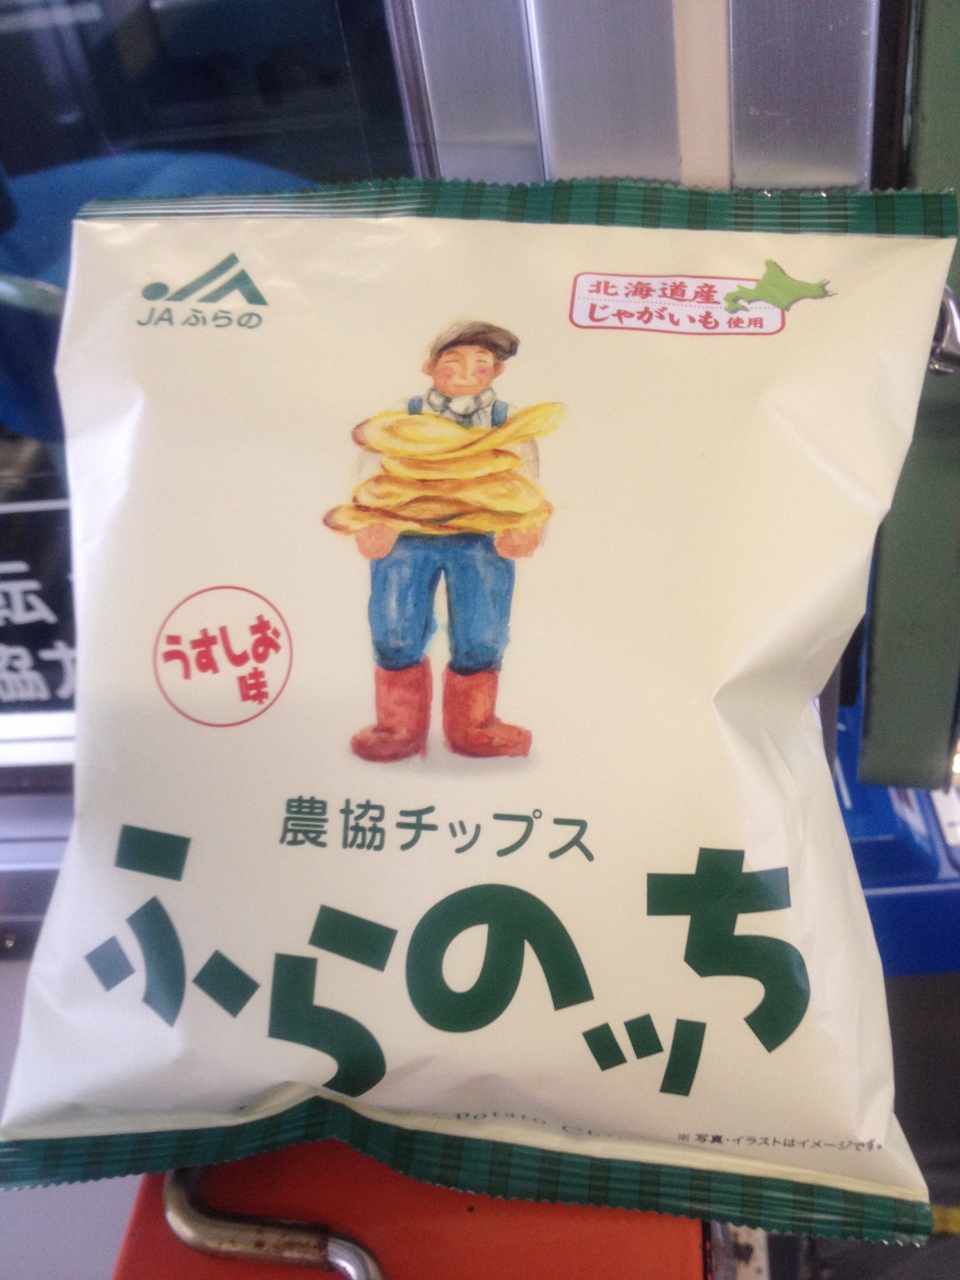 JAふらの
北海道産
じゃがいも使用
うすしお
味
農協チップス
ふらのッち
Potato
※写真・イラストはイメージです。